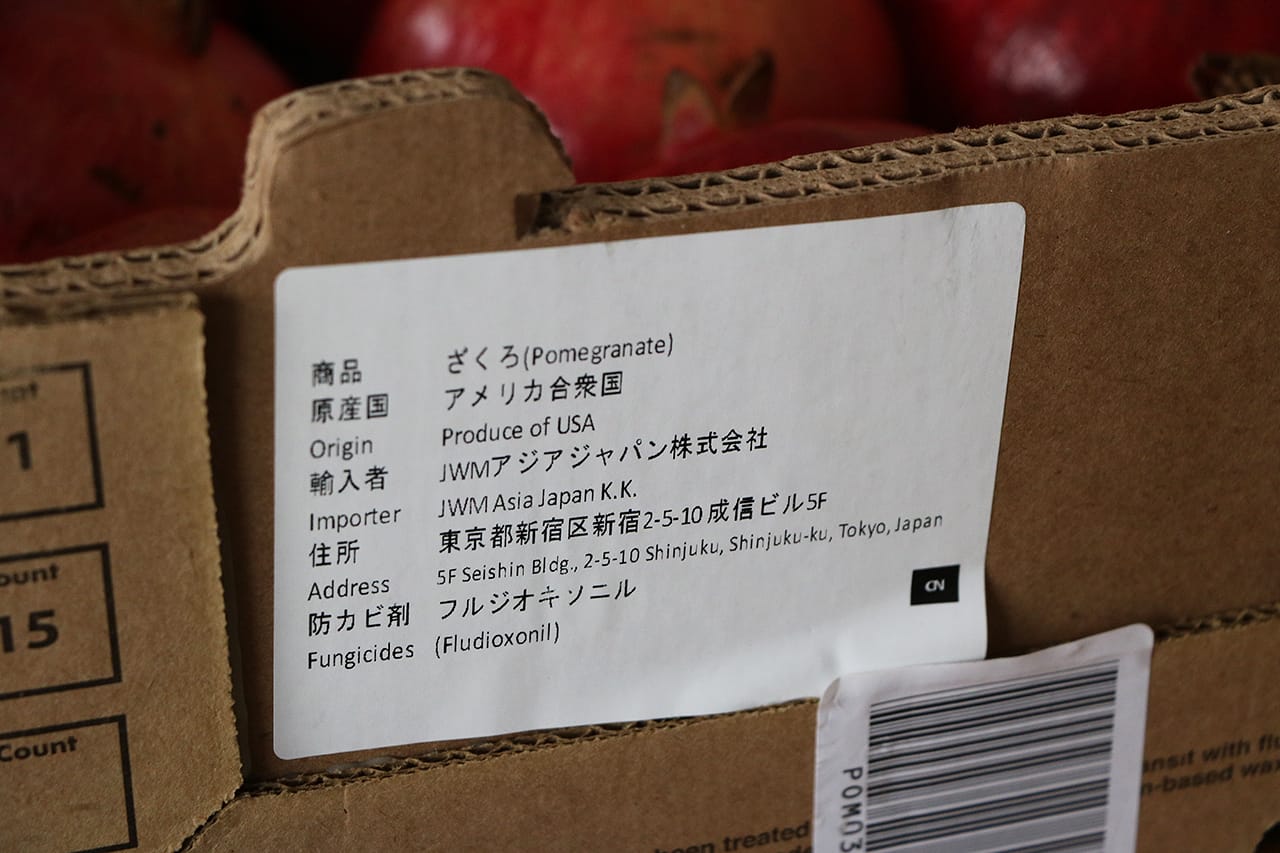 商品 ざくろ(Pomegranate)
原産国 アメリカ合衆国
Origin Produce of USA
輸入者 JWMアジアジャパン株式会社
Importer JWM Asia Japan K.K.
住所 東京都新宿区新宿2-5-10成信ビル5F
Address 5F Seishin Bldg., 2-5-10 Shinjuku, Shinjuku-ku, Tokyo, Japan
防カビ剤 フルジオキソニル
Fungicides (Fludioxonil)
CN
1
15
Count
POM03
with
been treated